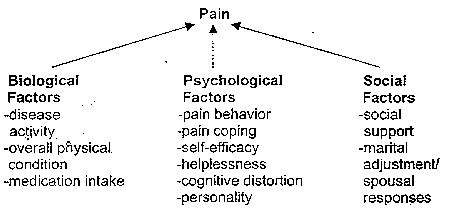 Pain
Biological
Factors
-disease
activity
-overall physical
condition
-medication intake
Psychological
Factors
-pain behavior
-pain coping
-self-efficacy
-helplessness
-cognitive distortion
-personality
Social
Factors
-social
support
-marital
adjustment/
spousal
responses